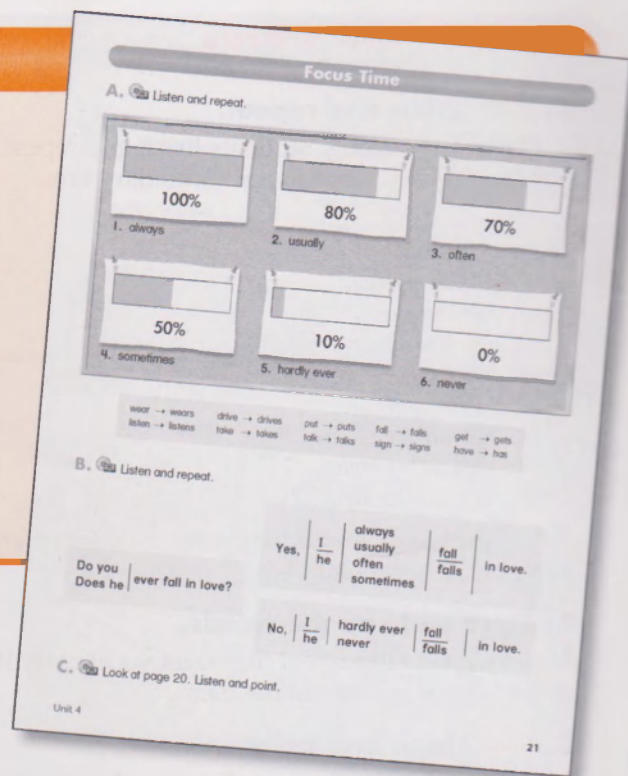 Focus Time
A. Listen and repeat.
100%
80%
70%
1. always
2. usually
3. often
50%
10%
0%
4. sometimes
5. hardly ever
6. never
wear → wears drive → drives put → puts fall → falls get → gets
listen → listens take → takes talk → talks sign → signs have → has
B. Listen and repeat.
Do you
Does he
ever fall in love?
Yes,
I
he
always
usually
often
sometimes
fall
falls
in love.
No,
I
he
hardly ever
never
fall
falls
in love.
C. Look at page 20. Listen and point.
Unit 4
21